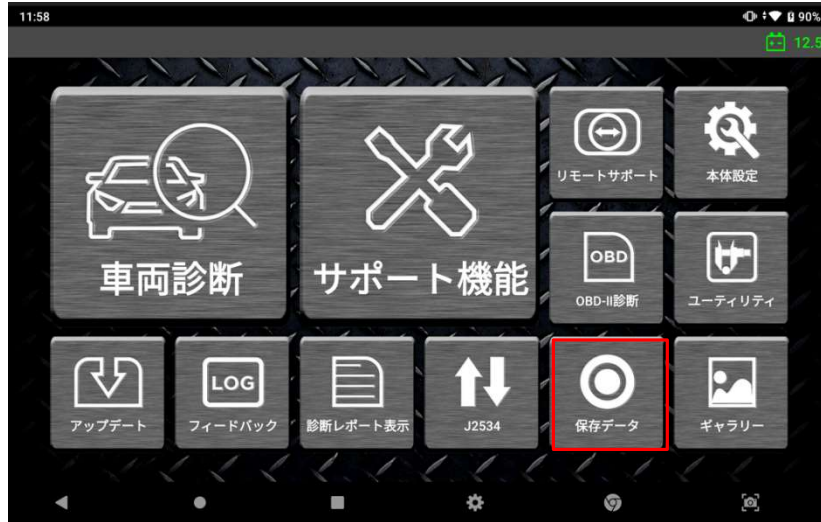 11:58
90%
12.5
車両診断
サポート機能
リモートサポート
本体設定
OBD
OBD-II診断
ユーティリティ
アップデート
LOG
フィードバック
診断レポート表示
J2534
保存データ
ギャラリー